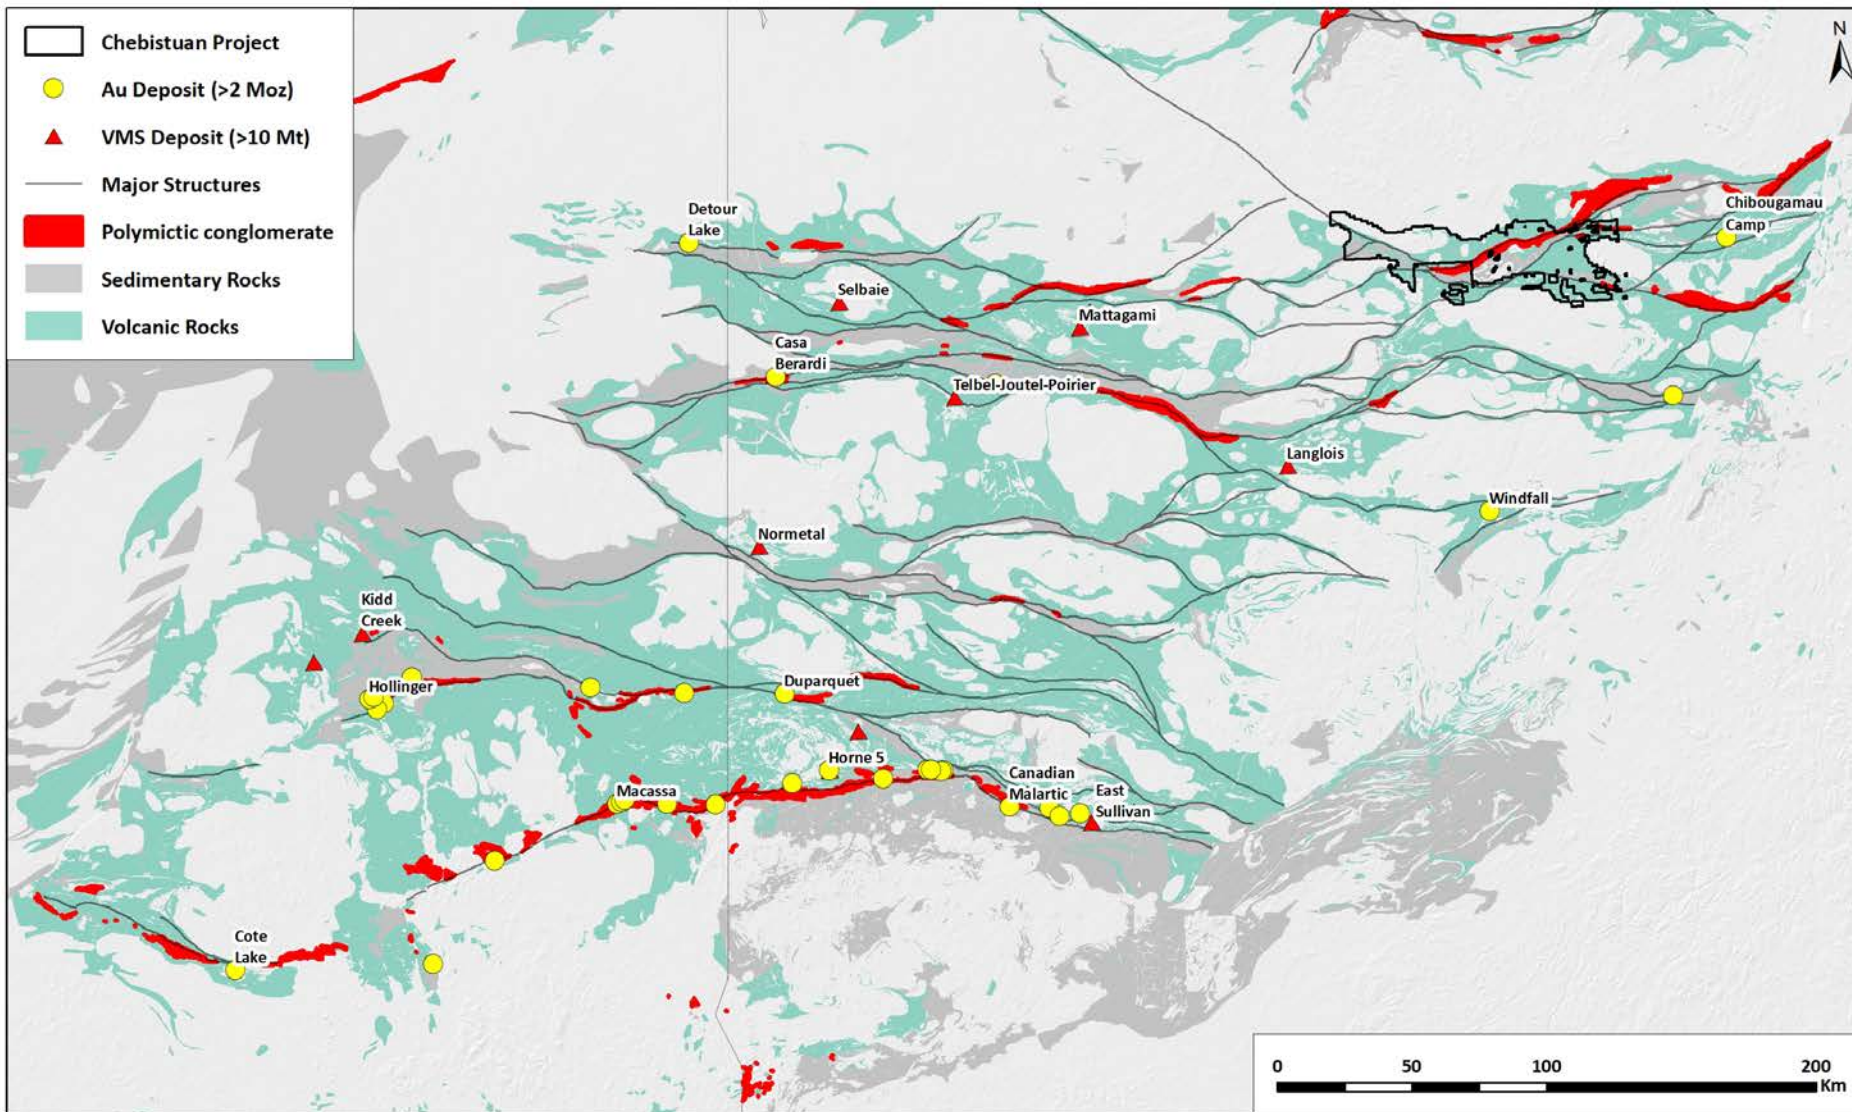 Chebistuan Project
Au Deposit (>2 Moz)
VMS Deposit (>10 Mt)
Major Structures
Polymictic conglomerate
Sedimentary Rocks
Volcanic Rocks
N
Chibougamau
Camp
Detour
Lake
Selbaie
Mattagami
Casa
Berardi
Telbel-Joutel-Poirier
Langlois
Windfall
Normetal
Kidd
Creek
Hollinger
Duparquet
Horne 5
Macassa
Canadian
Malartic
East
Sullivan
Cote
Lake
0 50 100 200
Km